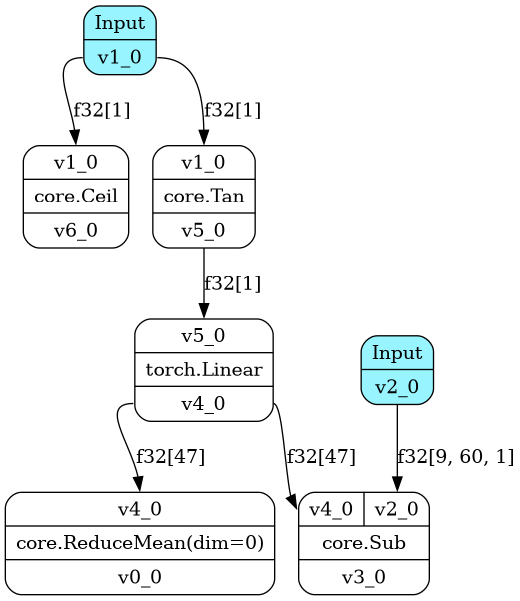 Input
v1_0
f32[1]
f32[1]
v1_0
core.Ceil
v6_0
v1_0
core.Tan
v5_0
f32[1]
v5_0
torch.Linear
v4_0
Input
v2_0
f32[47]
f32[47]
f32[9, 60, 1]
v4_0
core.ReduceMean(dim=0)
v0_0
v4_0 v2_0
core.Sub
v3_0